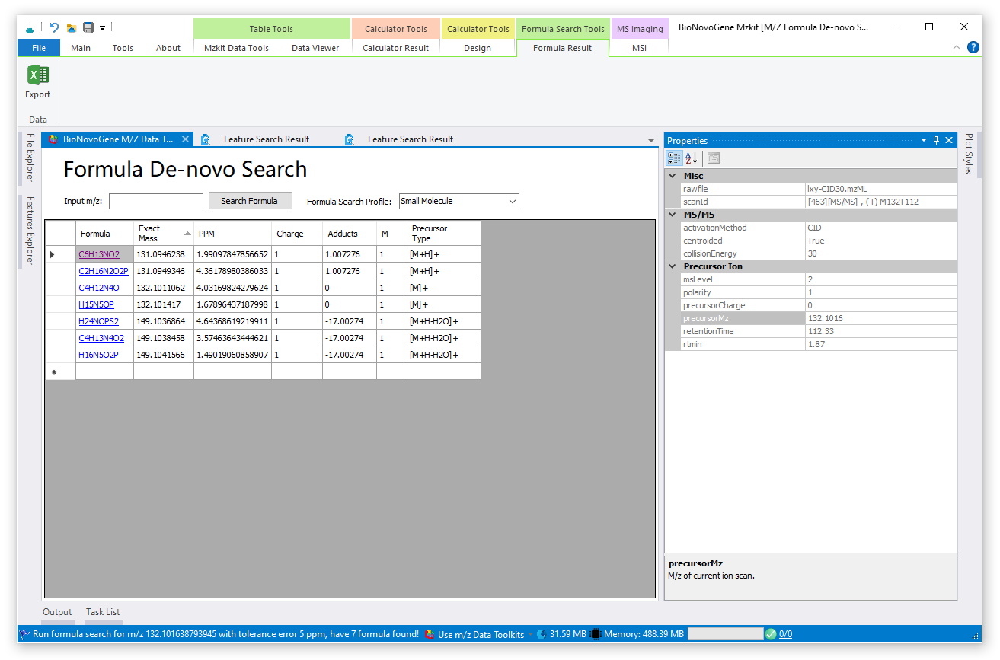 Table Tools Calculator Tools Calculator Tools Formula Search Tools MS Imaging BioNovoGene Mzkit [M/Z Formula De-novo S...
File Main Tools About Mzkit Data Tools Data Viewer Calculator Result Design Formula Result MSI
Export
Data
File Explorer
Features Explorer
BioNovoGene M/Z Data T... Feature Search Result Feature Search Result
Formula De-novo Search
Input m/z: Search Formula Formula Search Profile: Small Molecule
Formula Exact Mass PPM Charge Adducts M Precursor Type
C6H13NO2 131.0946238 1.99097847856652 1 1.007276 1 [M+H]+
C2H16N2O2P 131.0949346 4.36178980386033 1 1.007276 1 [M+H]+
C4H12N4O 132.1011062 4.03169824279624 1 0 1 [M]+
H15N5OP 132.101417 1.67896437187998 1 0 1 [M]+
H24NOPS2 149.1036864 4.64368619219911 1 -17.00274 1 [M+H-H2O]+
C4H13N4O2 149.1038458 3.57463643444621 1 -17.00274 1 [M+H-H2O]+
H16N5O2P 149.1041566 1.49019060858907 1 -17.00274 1 [M+H-H2O]+
Properties
Misc
rawfile lxy-CID30.mzML
scanId [463][MS/MS] , (+) M132T112
MS/MS
activationMethod CID
centroided True
collisionEnergy 30
Precursor Ion
msLevel 2
polarity 1
precursorCharge 0
precursorMz 132.1016
retentionTime 112.33
rtmin 1.87
precursorMz
M/z of current ion scan.
Plot Styles
Output Task List
Run formula search for m/z 132.101638793945 with tolerance error 5 ppm, have 7 formula found! Use m/z Data Toolkits 31.59 MB Memory: 488.39 MB 0/0